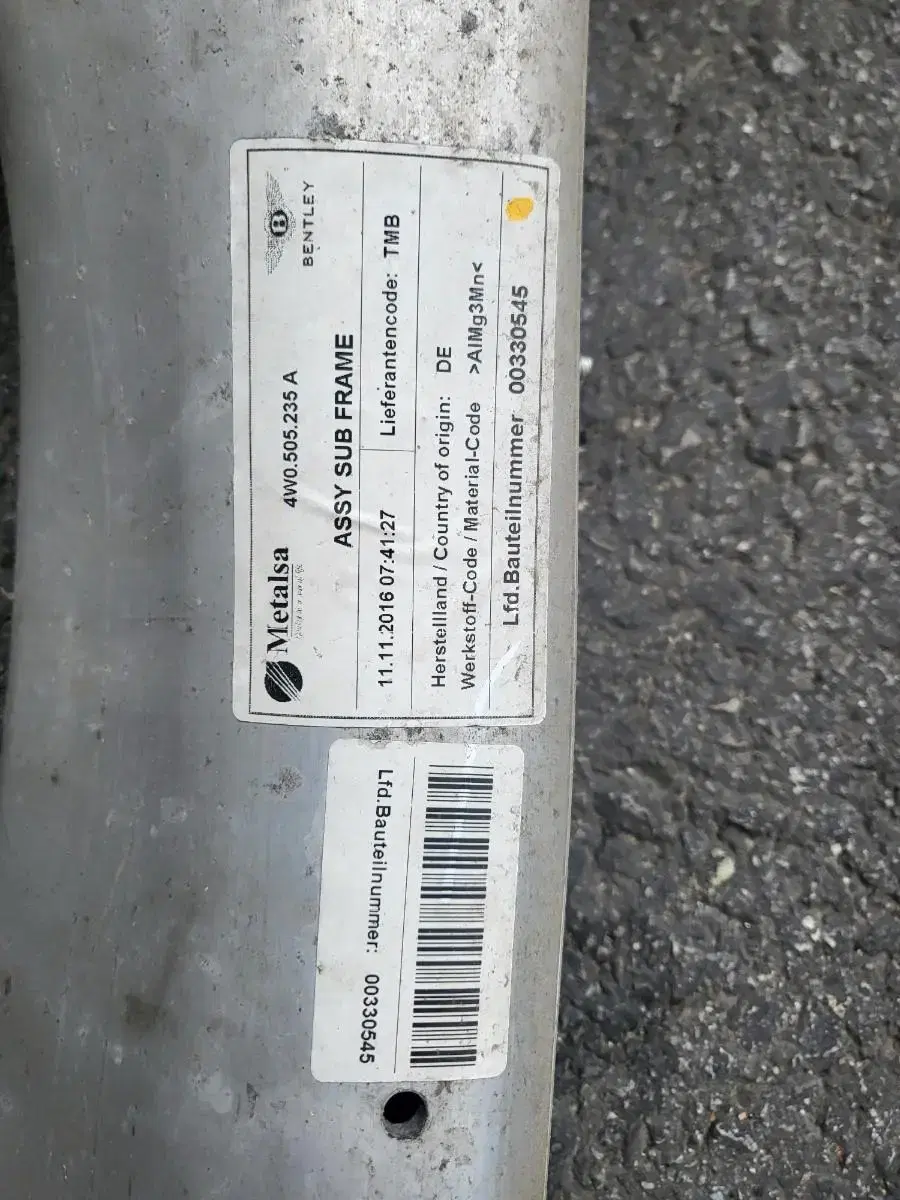 Metalsa
4W0.505.235 A
B
BENTLEY
ASSY SUB FRAME
11.11.2016 07:41:27
Lieferantencode: TMB
Herstellland / Country of origin: DE
Werkstoff-Code / Material-Code >AlMg3Mn<
Lfd.Bauteilnummer 00330545
Lfd.Bauteilnummer: 00330545